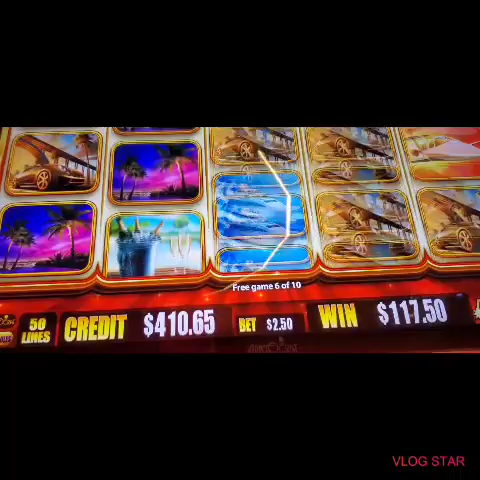 Free game 6 of 10
50 LINES
CREDIT $410.65
BET $2.50
WIN $117.50
VLOG STAR